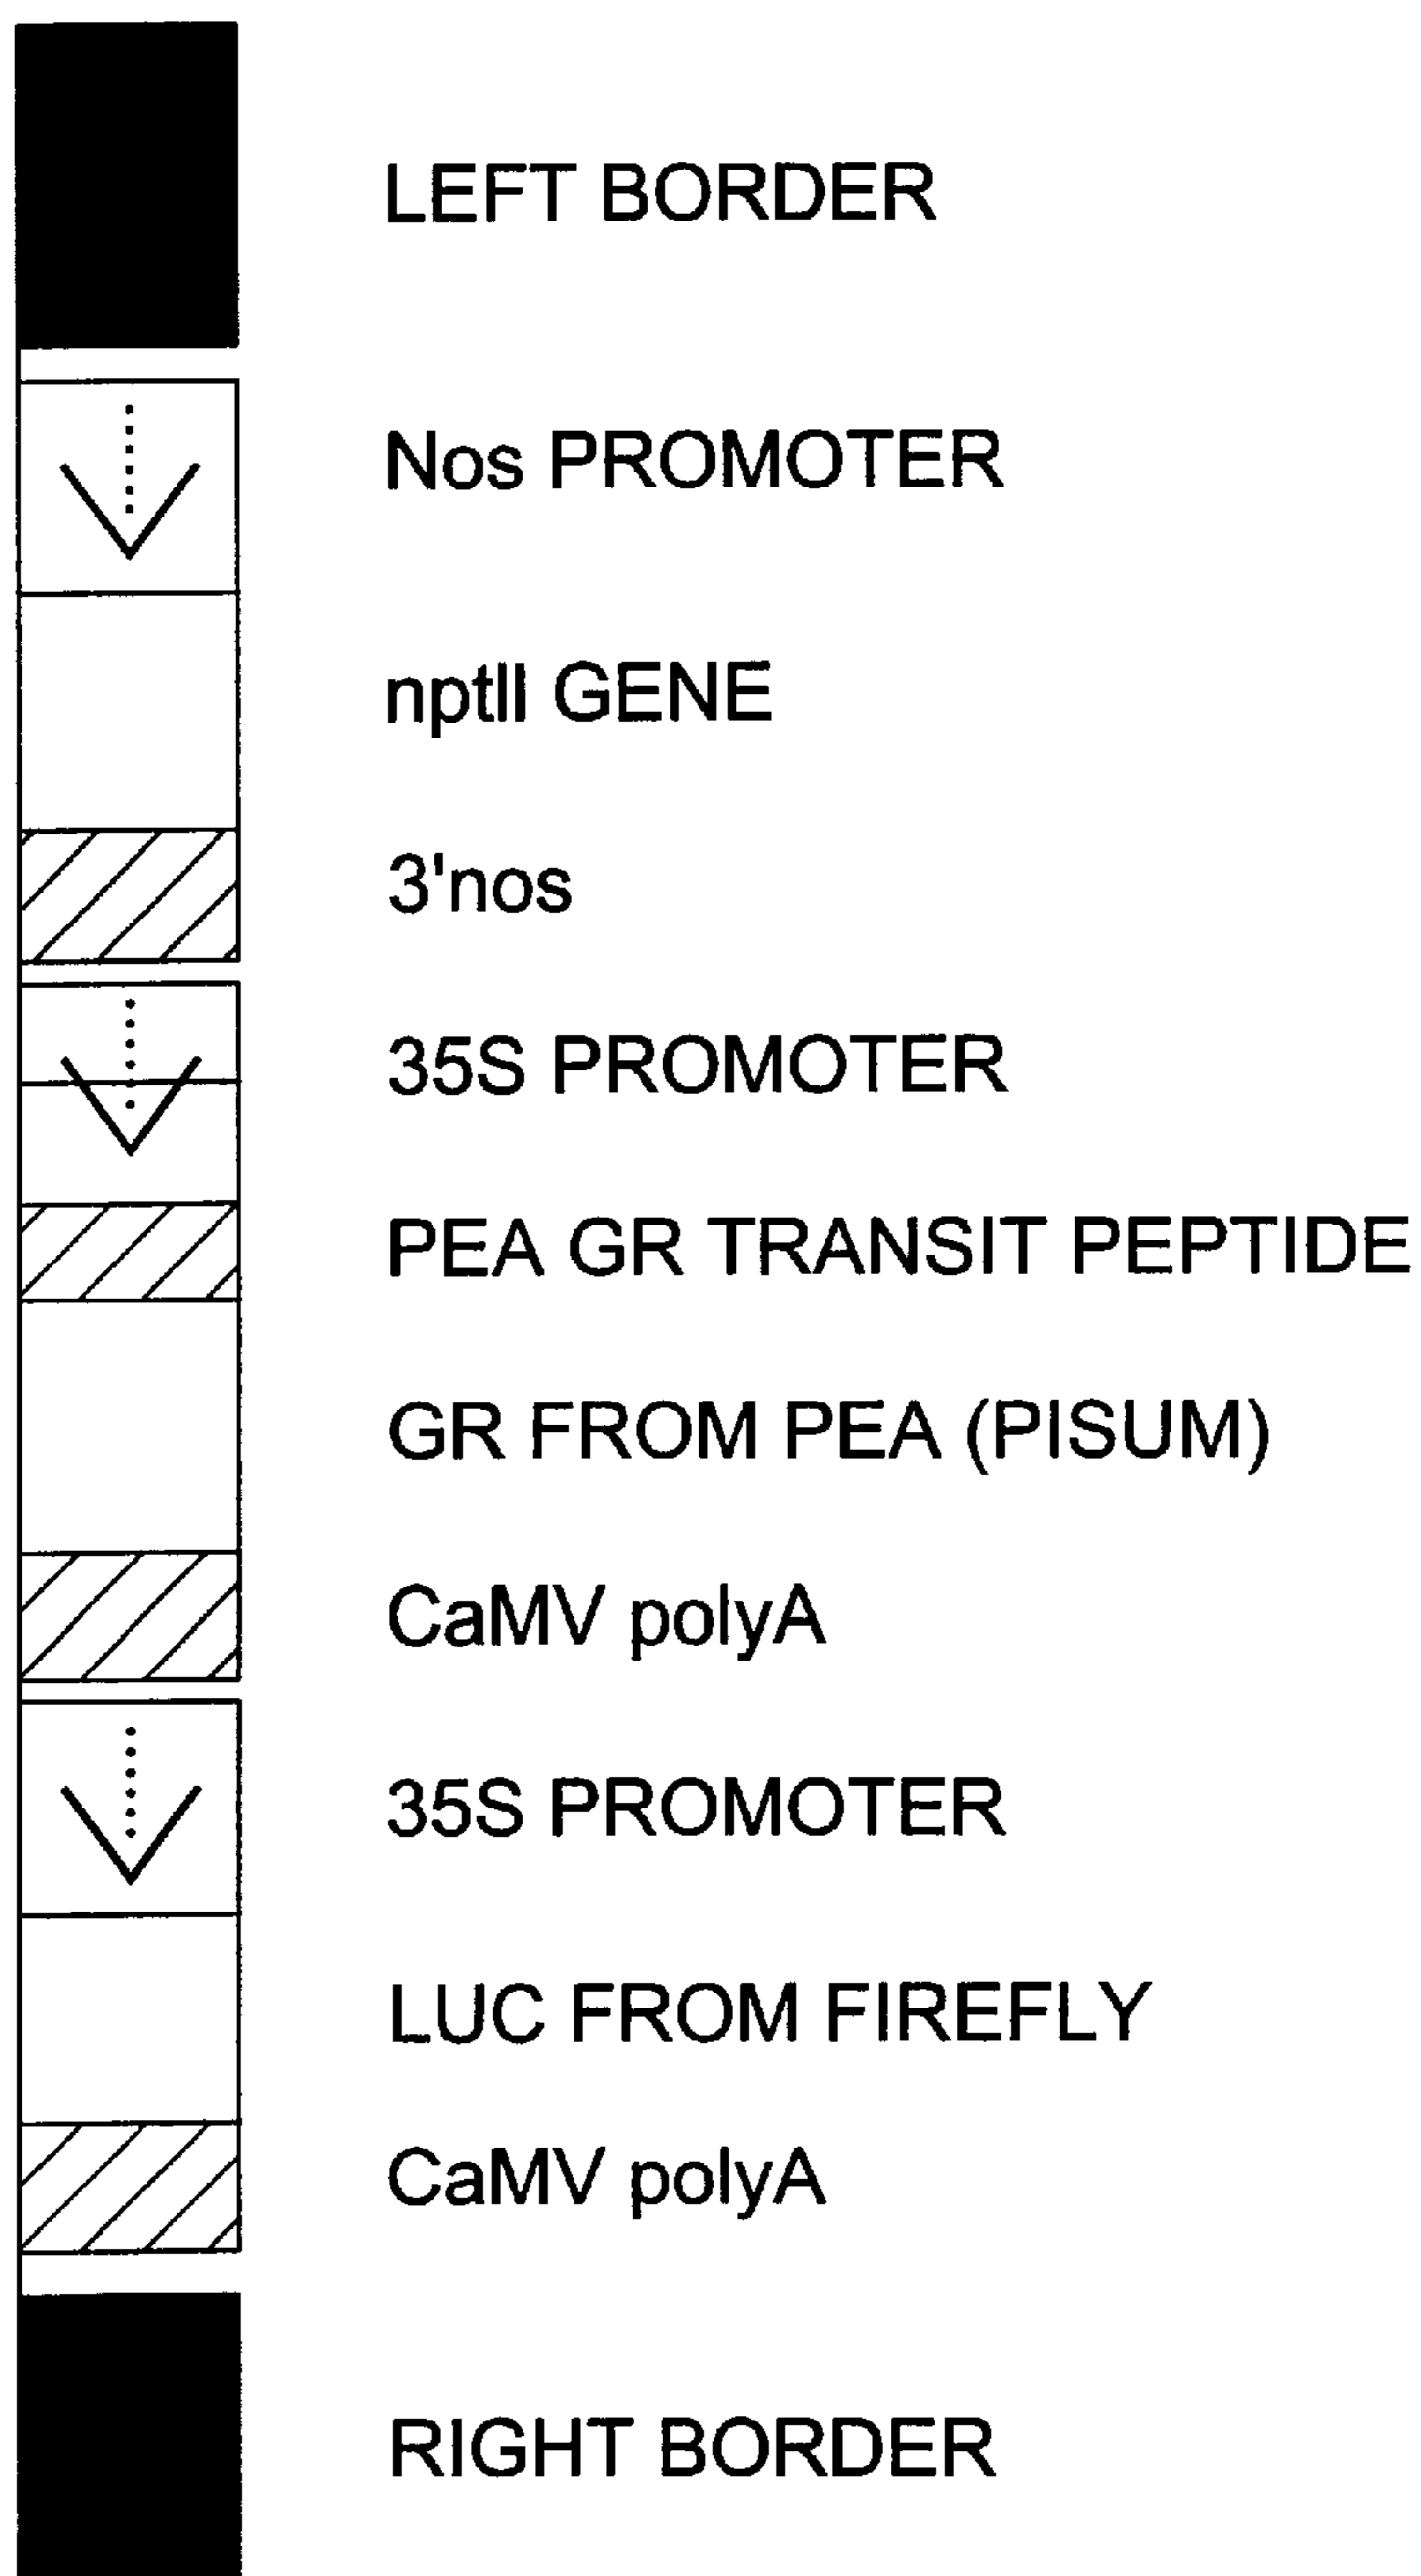 LEFT BORDER
Nos PROMOTER
nptII GENE
3'nos
35S PROMOTER
PEA GR TRANSIT PEPTIDE
GR FROM PEA (PISUM)
CaMV polyA
35S PROMOTER
LUC FROM FIREFLY
CaMV polyA
RIGHT BORDER